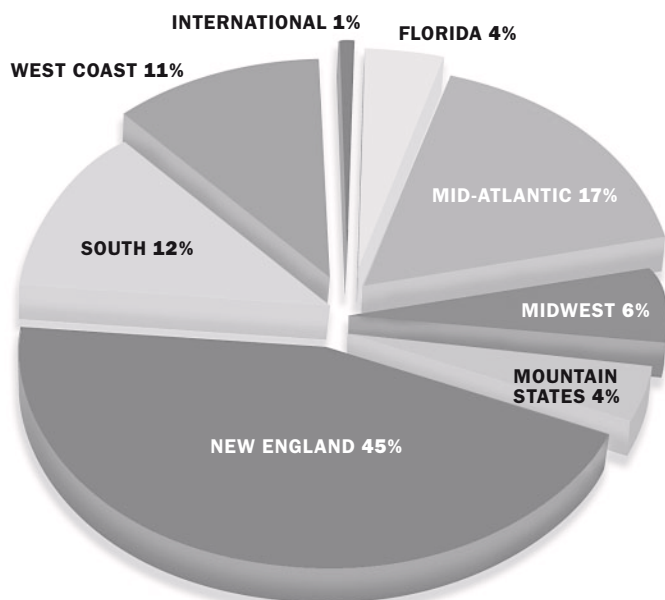 INTERNATIONAL 1%
FLORIDA 4%
WEST COAST 11%
MID-ATLANTIC 17%
SOUTH 12%
MIDWEST 6%
MOUNTAIN
STATES 4%
NEW ENGLAND 45%